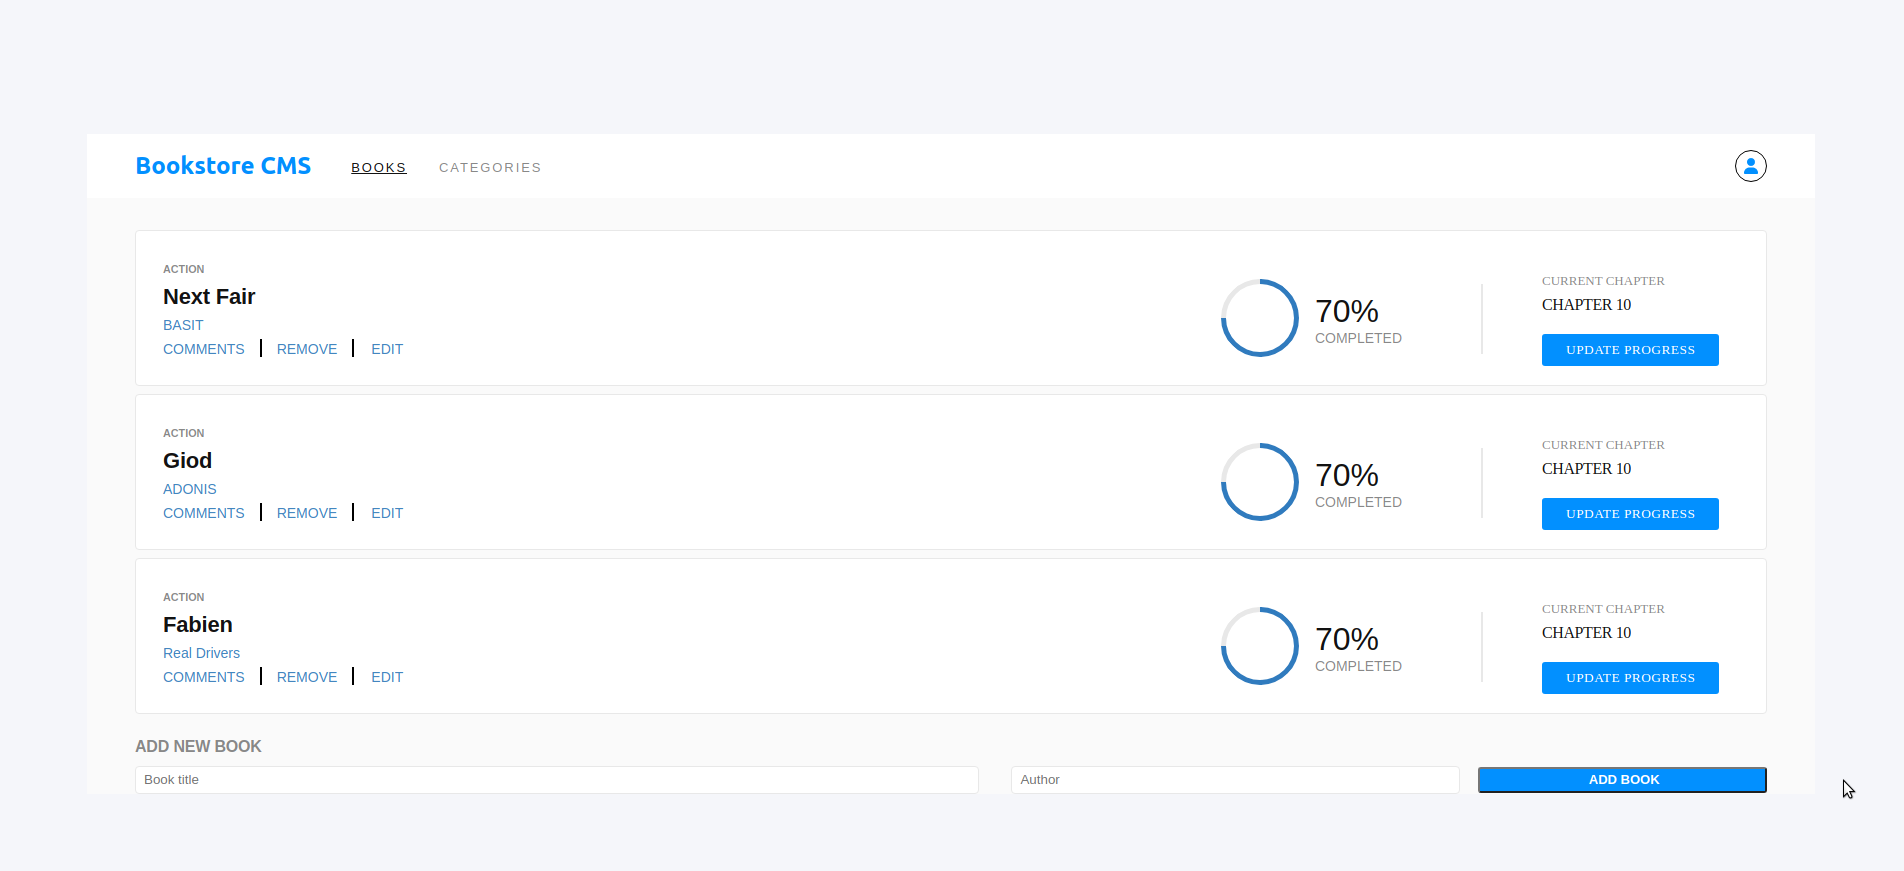 Bookstore CMS BOOKS CATEGORIES
ACTION
Next Fair
BASIT
COMMENTS REMOVE EDIT
70%
COMPLETED
CURRENT CHAPTER
CHAPTER 10
UPDATE PROGRESS
ACTION
Giod
ADONIS
COMMENTS REMOVE EDIT
70%
COMPLETED
CURRENT CHAPTER
CHAPTER 10
UPDATE PROGRESS
ACTION
Fabien
Real Drivers
COMMENTS REMOVE EDIT
70%
COMPLETED
CURRENT CHAPTER
CHAPTER 10
UPDATE PROGRESS
ADD NEW BOOK
Book title Author ADD BOOK